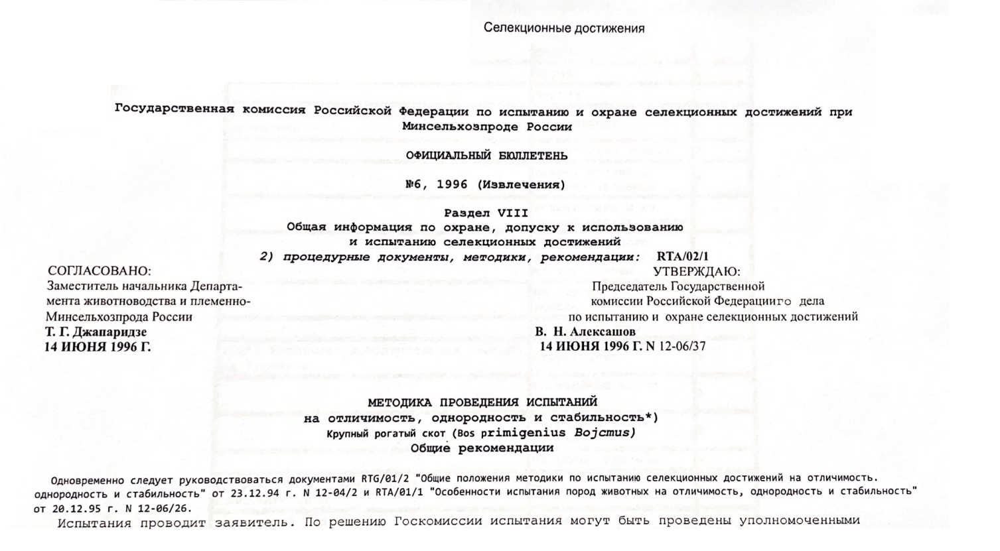 Селекционные достижения
Государственная комиссия Российской Федерации по испытанию и охране селекционных достижений при
Минсельхозпроде России
ОФИЦИАЛЬНЫЙ БЮЛЛЕТЕНЬ
№6, 1996 (Извлечения)
Раздел VIII
Общая информация по охране, допуску к использованию
и испытанию селекционных достижений
2) процедурные документы, методики, рекомендации: RTA/02/1
СОГЛАСОВАНО:
Заместитель начальника Департа-
мента животноводства и племенно-
Минсельхозпрода России
Т. Г. Джапаридзе
14 ИЮНЯ 1996 Г.
УТВЕРЖДАЮ:
Председатель Государственной
комиссии Российской Федерацииго дела
по испытанию и охране селекционных достижений
В. Н. Алексашов
14 ИЮНЯ 1996 Г. N 12-06/37
МЕТОДИКА ПРОВЕДЕНИЯ ИСПЫТАНИЙ
на отличимость, однородность и стабильность*)
Крупный рогатый скот (Bos primigenius Bojcmus)
Общие рекомендации
Одновременно следует руководствоваться документами RTG/01/2 "Общие положения методики по испытанию селекционных достижений на отличимость.
однородность и стабильность" от 23.12.94 г. N 12-04/2 и RTA/01/1 "Особенности испытания пород животных на отличимость, однородность и стабильность"
от 20.12.95 г. N 12-06/26.
Испытания проводит заявитель. По решению Госкомиссии испытания могут быть проведены уполномоченными